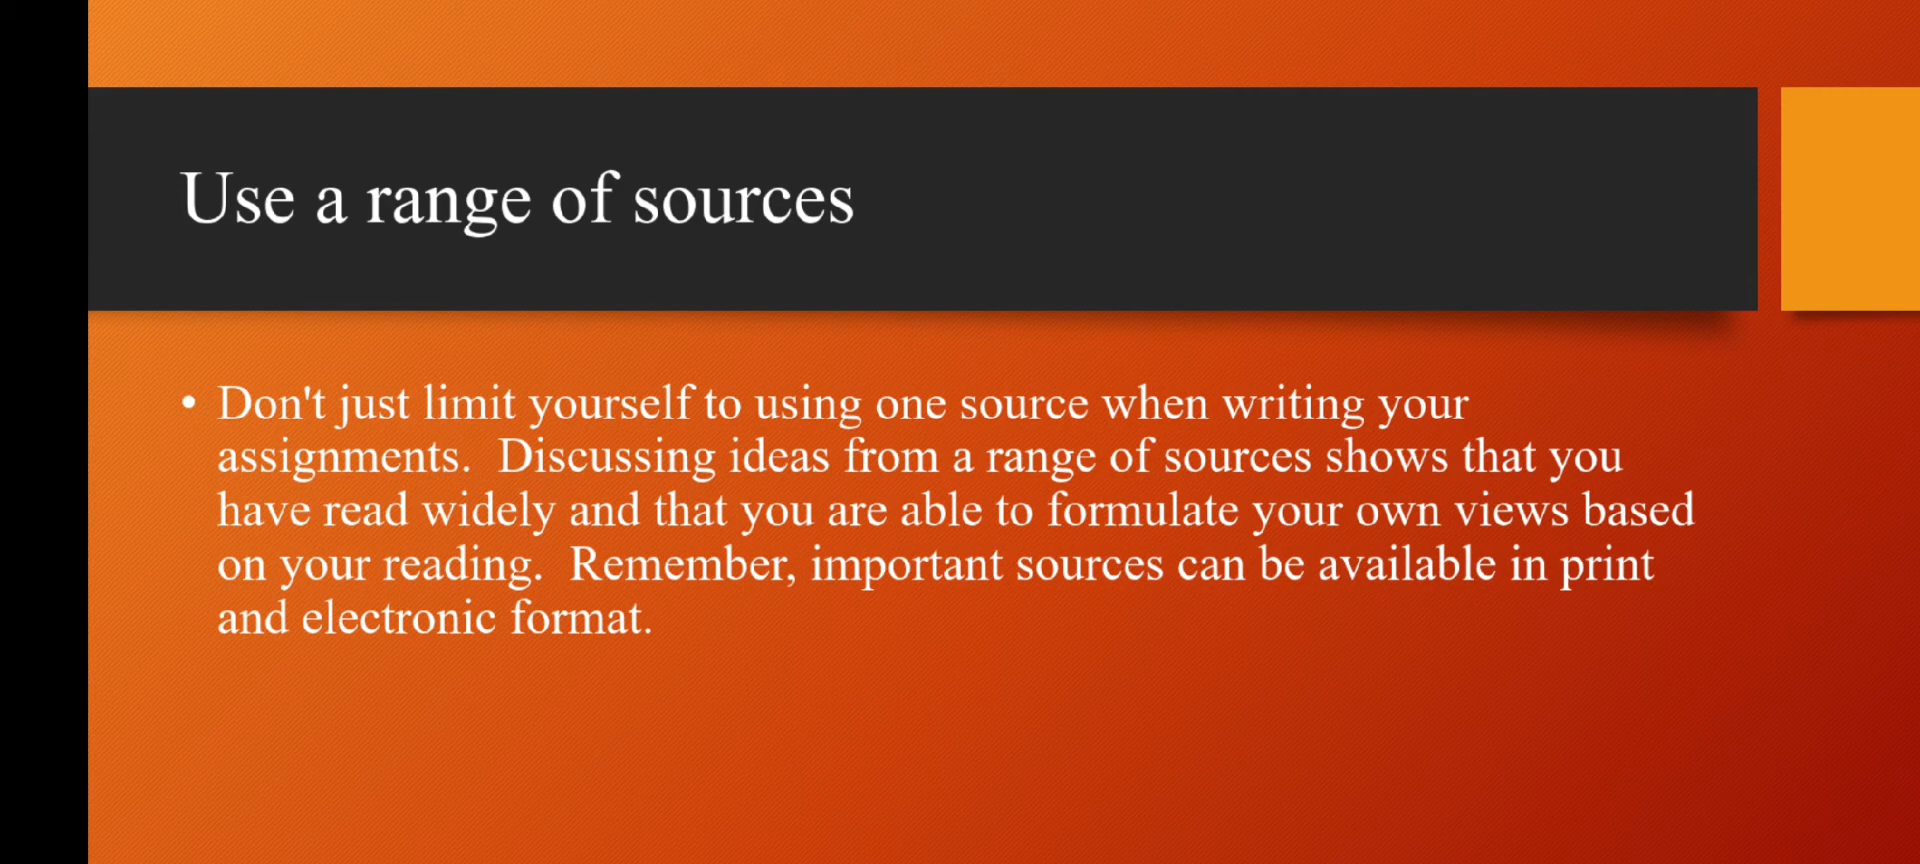 Use a range of sources
• Don't just limit yourself to using one source when writing your
assignments.  Discussing ideas from a range of sources shows that you
have read widely and that you are able to formulate your own views based
on your reading.  Remember, important sources can be available in print
and electronic format.